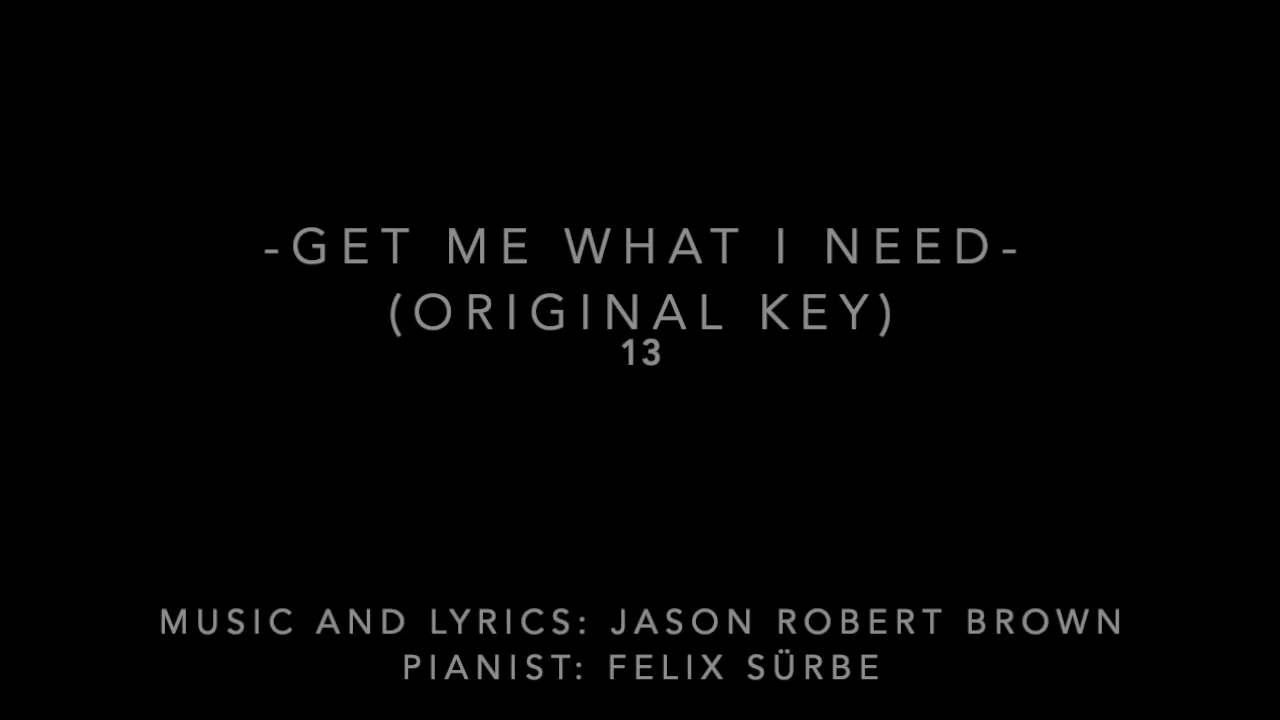 -GET ME WHAT I NEED-
(ORIGINAL KEY)
13
MUSIC AND LYRICS: JASON ROBERT BROWN
PIANIST: FELIX SÜRBE